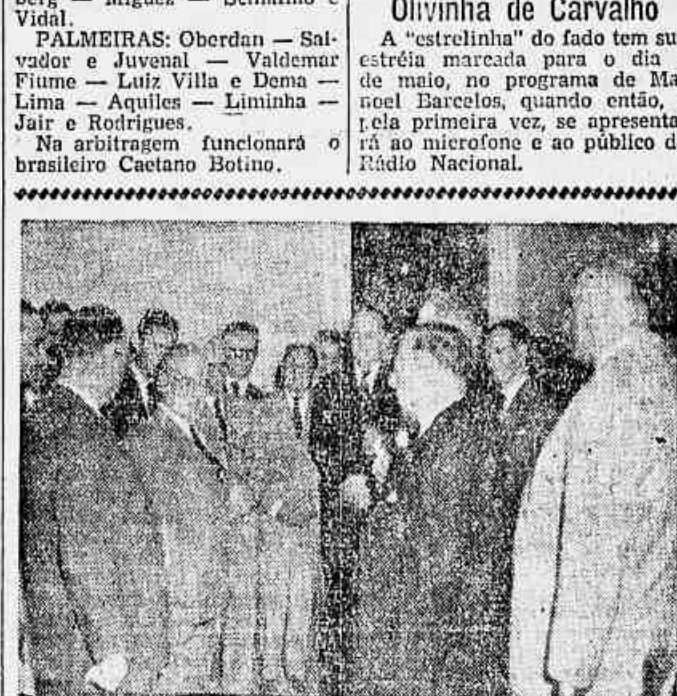 — Miguez —
Vidal.
PALMEIRAS: Oberdan — Sal-
vador e Juvenal — Valdemar
Fiume — Luiz Villa e Dema —
Lima — Aquiles — Liminha —
Jair e Rodrigues.
Na arbitragem funcionará o
brasileiro Caetano Botino.
Olivinha de Carvalho
A "estrelinha" do fado tem su
estréia marcada para o dia
de maio, no programa de Ma
noel Barcelos, quando então,
pela primeira vez, se apresenta
rá ao microfone e ao público d
Rádio Nacional.